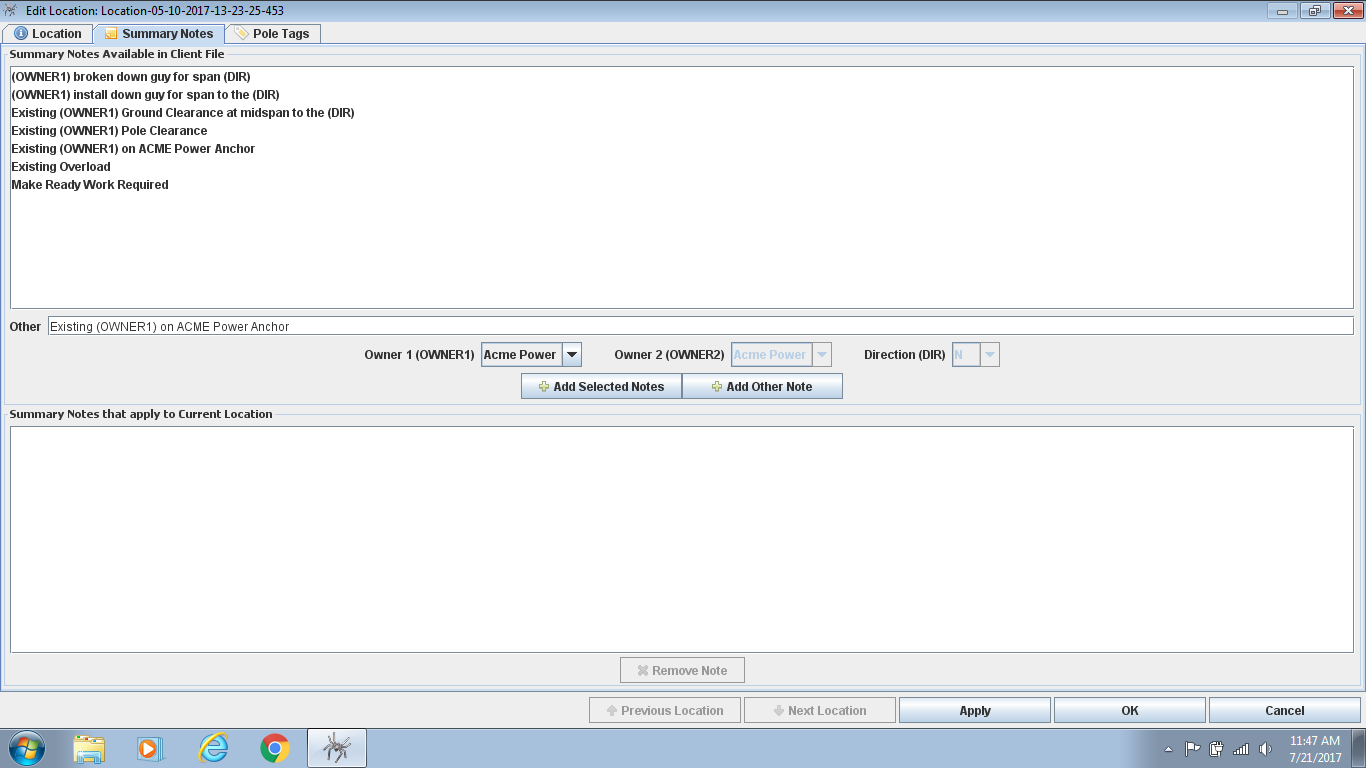 Edit Location: Location-05-10-2017-13-23-25-453
Location Summary Notes Pole Tags
Summary Notes Available in Client File
(OWNER1) broken down guy for span (DIR)
(OWNER1) install down guy for span to the (DIR)
Existing (OWNER1) Ground Clearance at midspan to the (DIR)
Existing (OWNER1) Pole Clearance
Existing (OWNER1) on ACME Power Anchor
Existing Overload
Make Ready Work Required
Other Existing (OWNER1) on ACME Power Anchor
Owner 1 (OWNER1) Acme Power Owner 2 (OWNER2) Acme Power Direction (DIR) N
Add Selected Notes Add Other Note
Summary Notes that apply to Current Location
Remove Note
Previous Location Next Location Apply OK Cancel
11:47 AM
7/21/2017